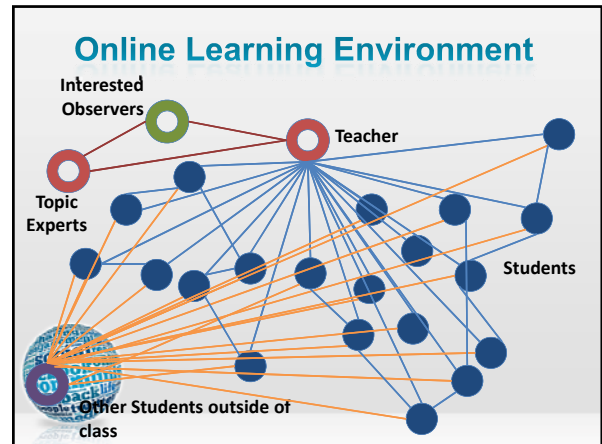 Online Learning Environment
Interested
Observers
Teacher
Topic
Experts
Students
Other Students outside of
class